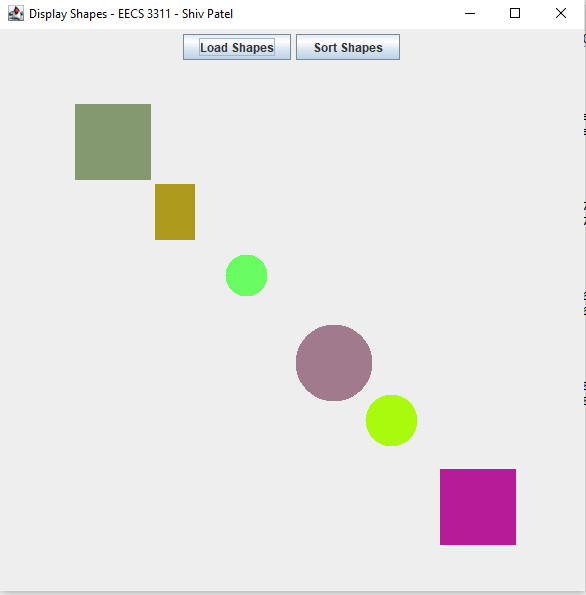 Display Shapes - EECS 3311 - Shiv Patel
Load Shapes Sort Shapes